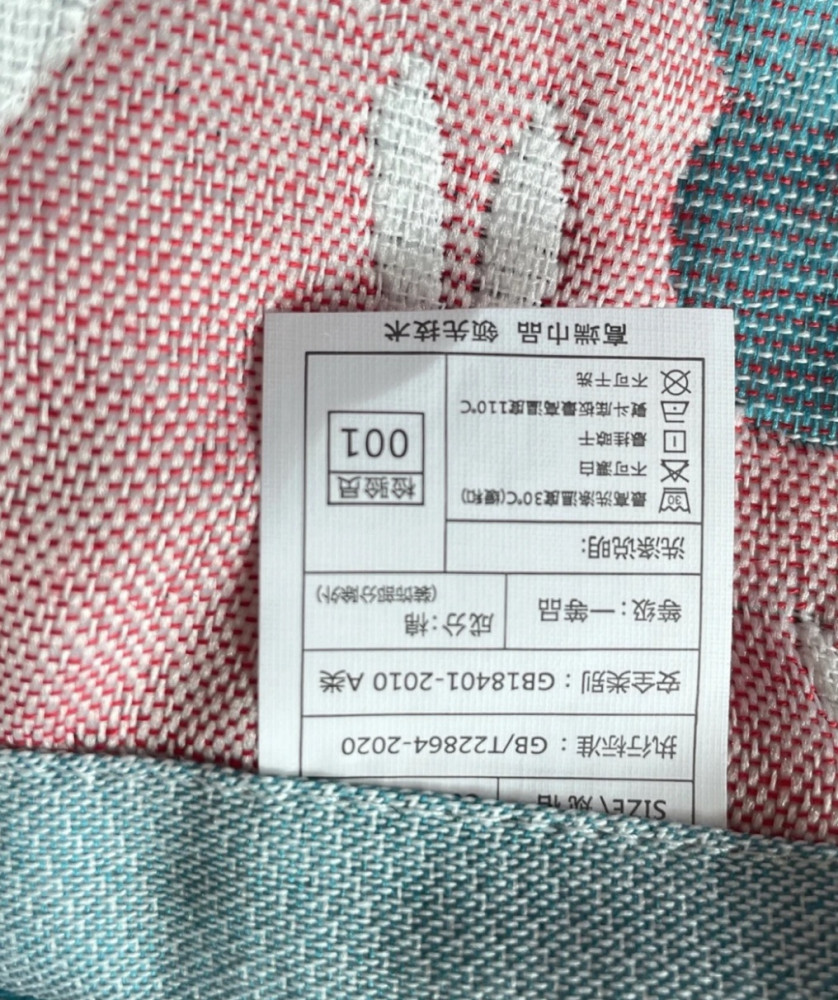 SIZE/规格
执行标准：GB/T22864-2020
安全类别：GB18401-2010 A类
等级：一等品
成分：棉
(装饰部分除外)
洗涤说明:
30
最高洗涤温度30℃(缓和)
不可漂白
悬挂晾干
熨斗底板最高温度110℃
不可干洗
检验员
001
高端巾品 领先技术